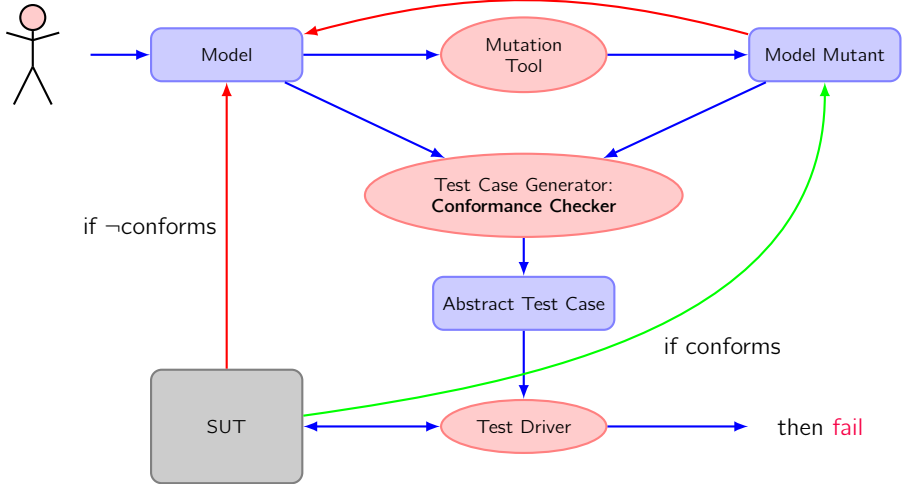 Model
Mutation
Tool
Model Mutant
Test Case Generator:
Conformance Checker
if ¬conforms
Abstract Test Case
if conforms
SUT
Test Driver
then fail